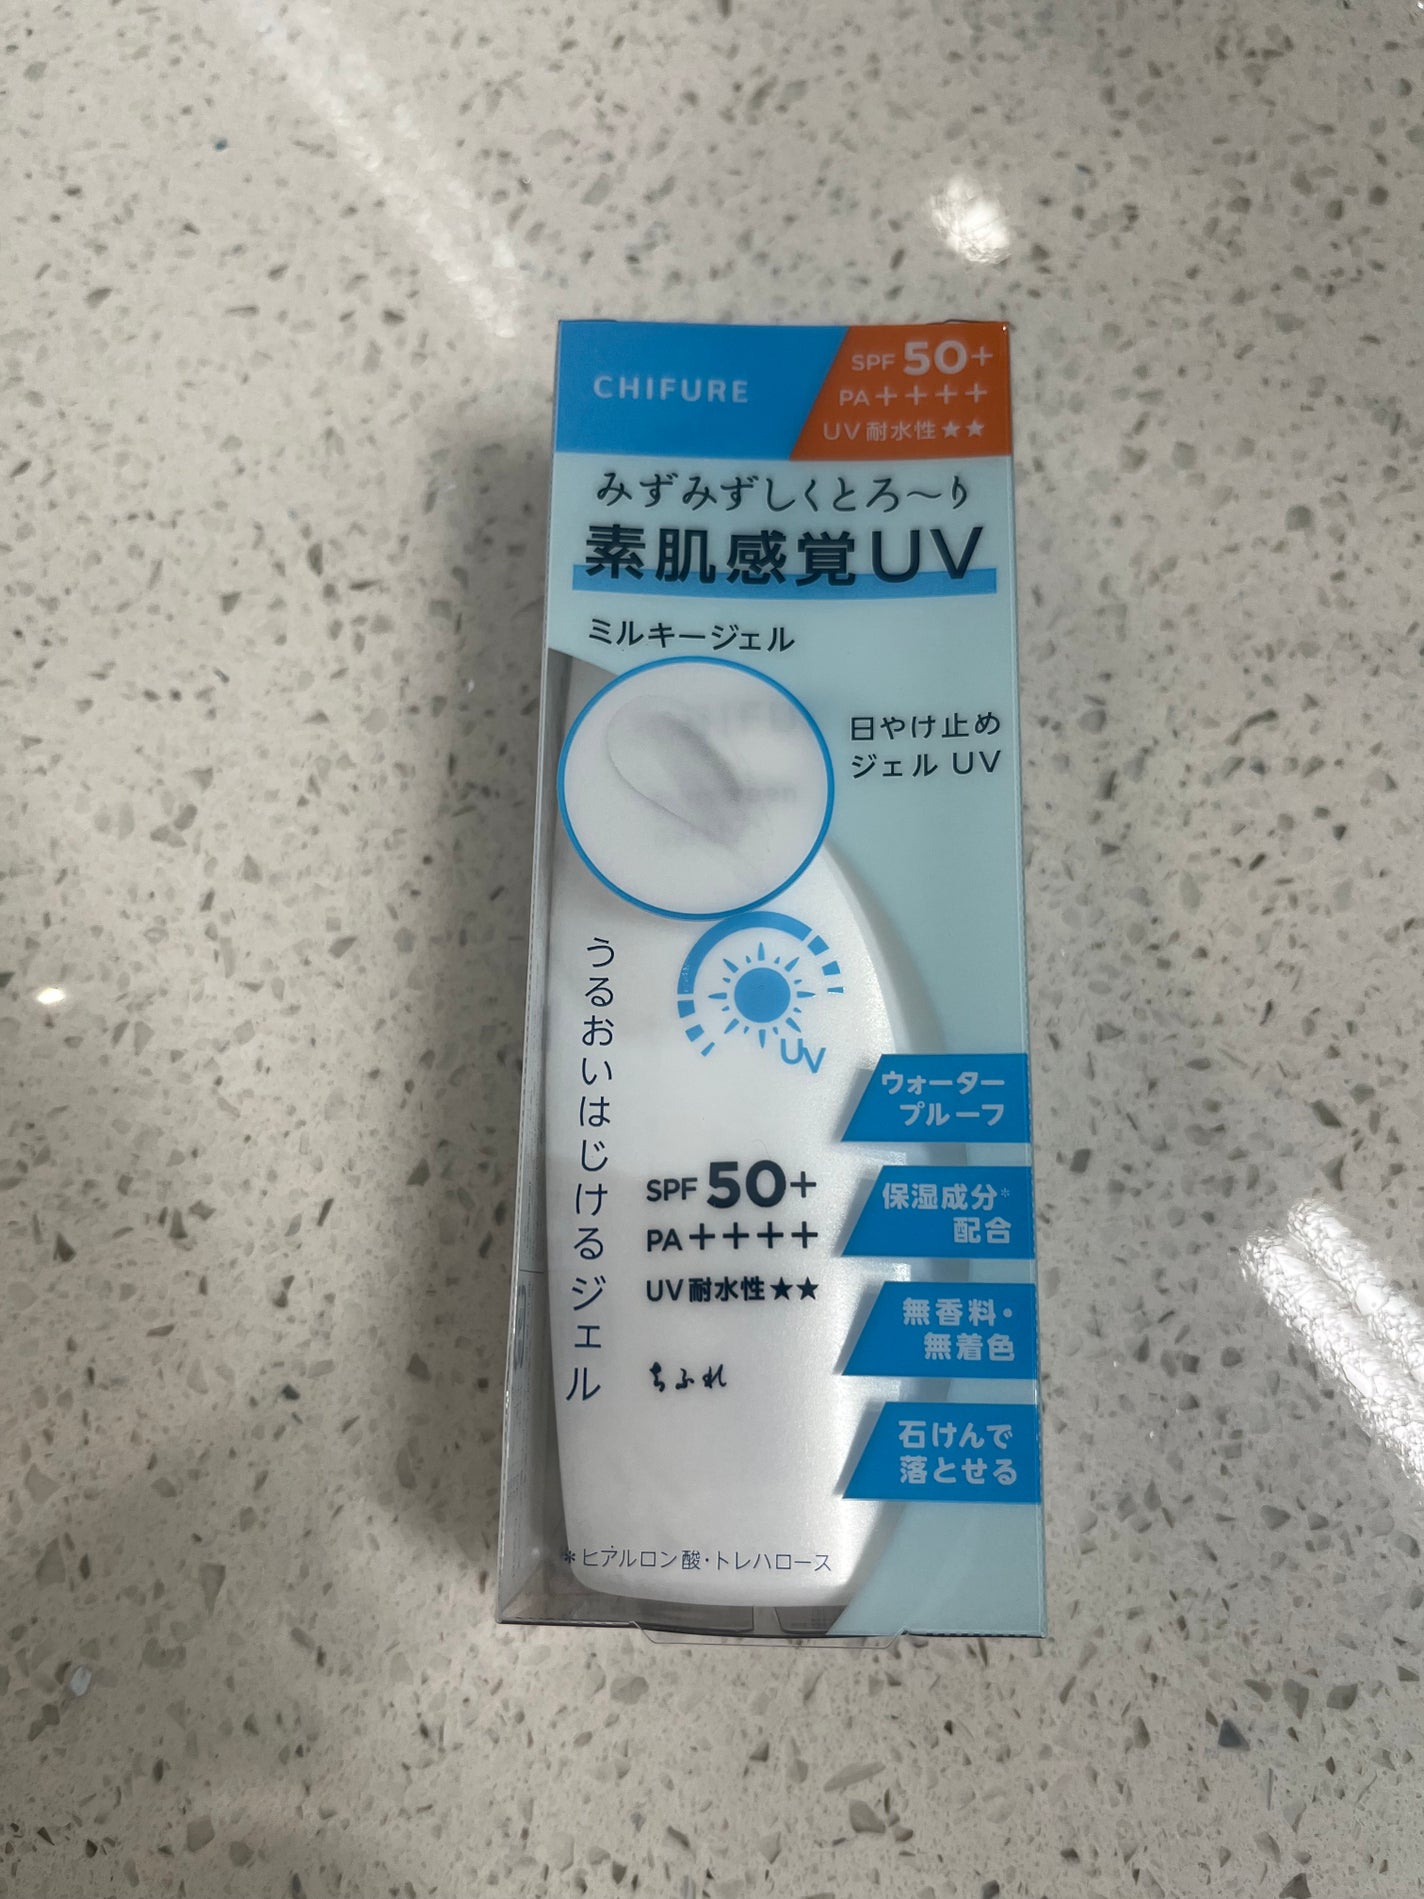 CHIFURE
SPF 50+
PA++++
UV耐水性★★
みずみずしくとろ〜り
素肌感覚UV
ミルキージェル
日やけ止め
ジェル UV
うるおいはじけるジェル
UV
ウォーター
プルーフ
保湿成分*
配合
無香料・
無着色
石けんで
落とせる
SPF 50+
PA++++
UV耐水性★★
ちふれ
*ヒアルロン酸・トレハロース